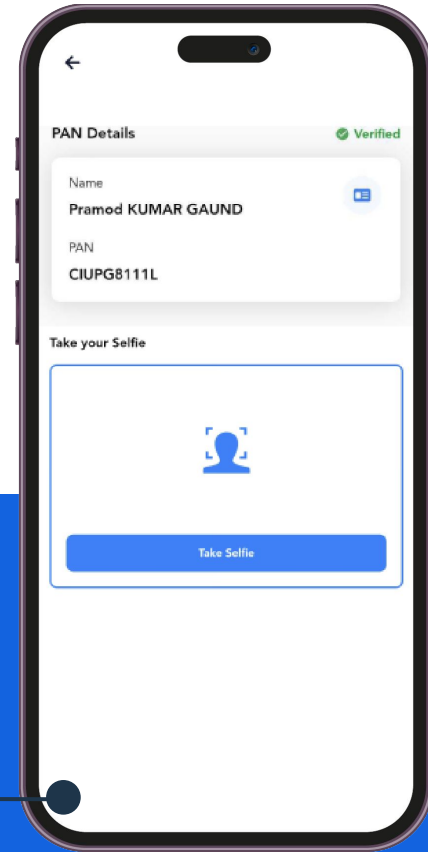 PAN Details
Verified
Name
Pramod KUMAR GAUND
PAN
CIUPG8111L
Take your Selfie
Take Selfie